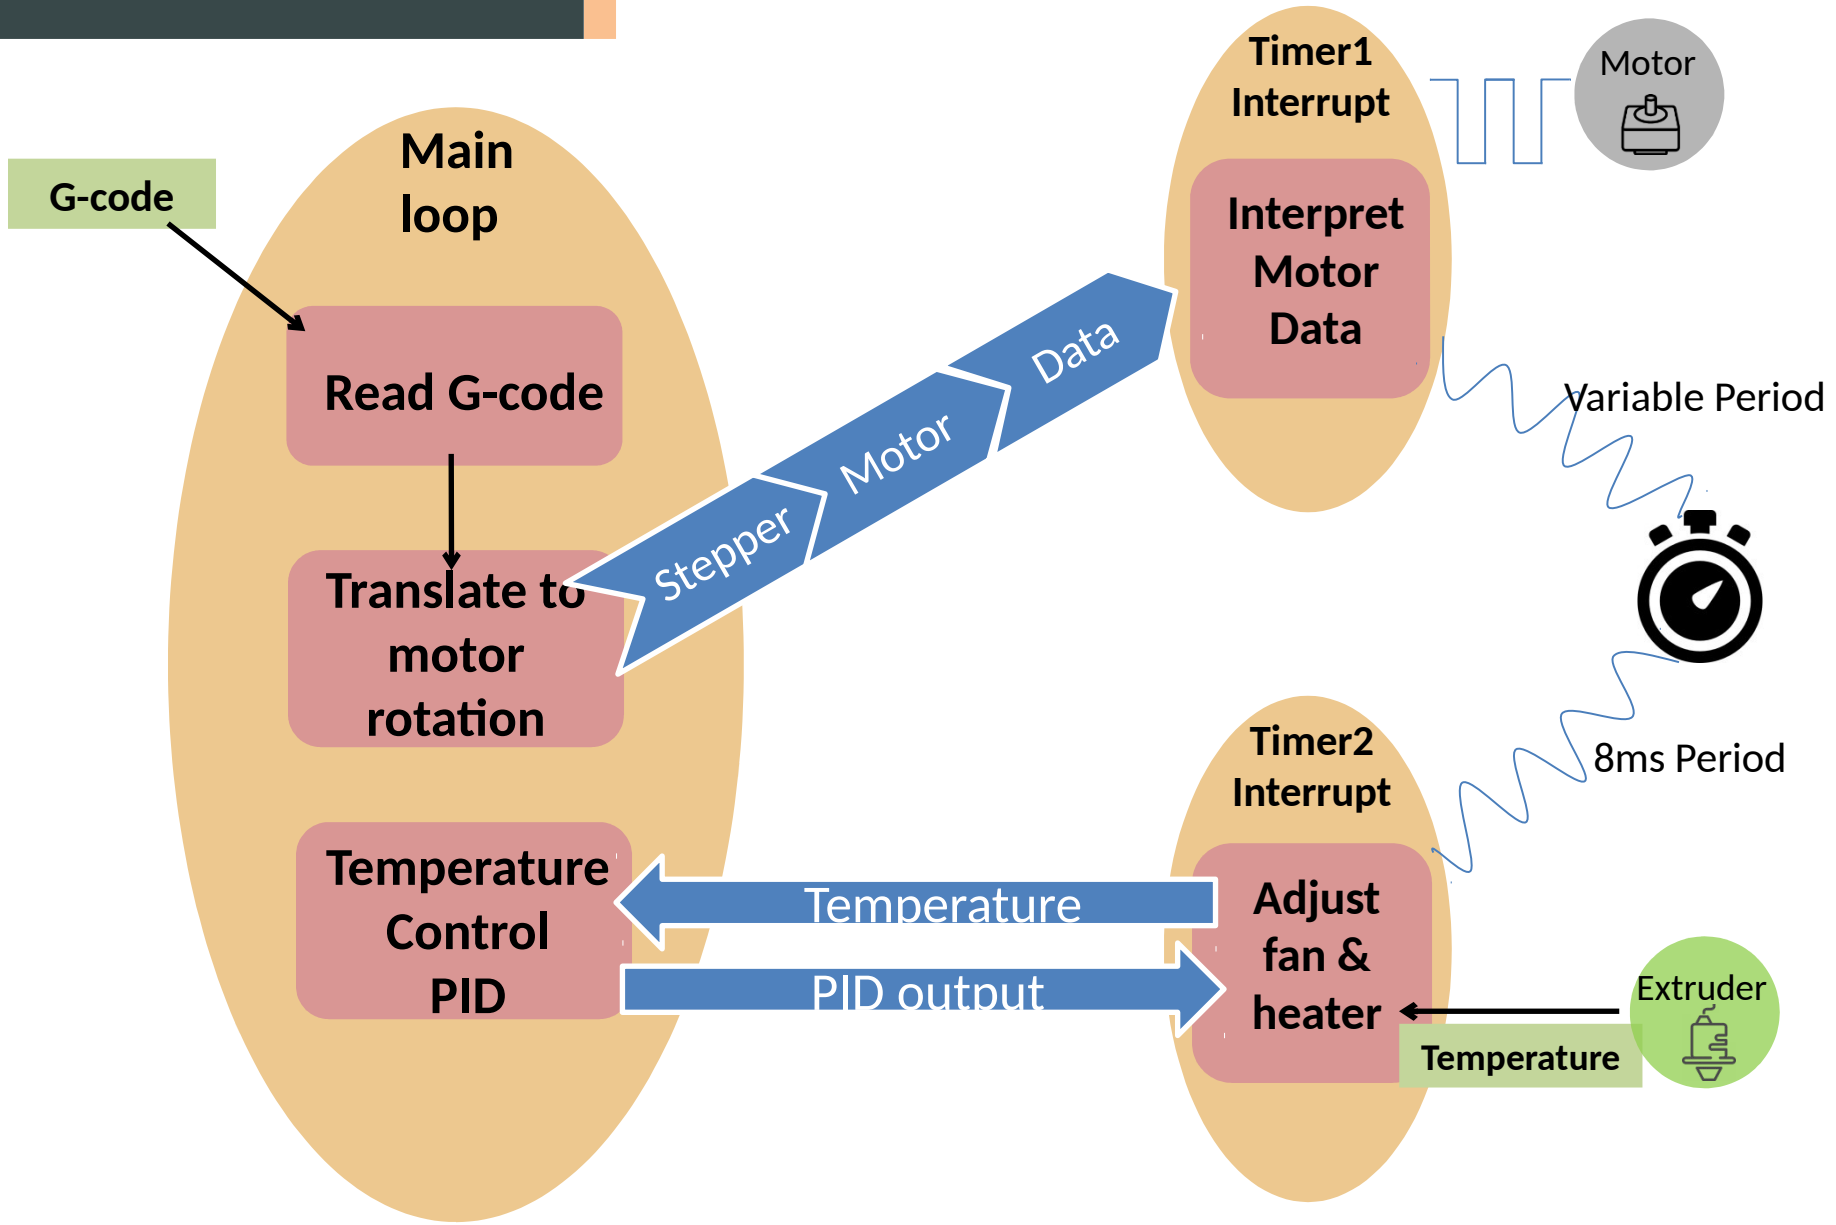 Main
loop
G-code
Read G-code
Translate to
motor
rotation
Temperature
Control
PID
Stepper
Motor
Data
Temperature
PID output
Timer1
Interrupt
Interpret
Motor
Data
Motor
Variable Period
8ms Period
Timer2
Interrupt
Adjust
fan &
heater
Extruder
Temperature